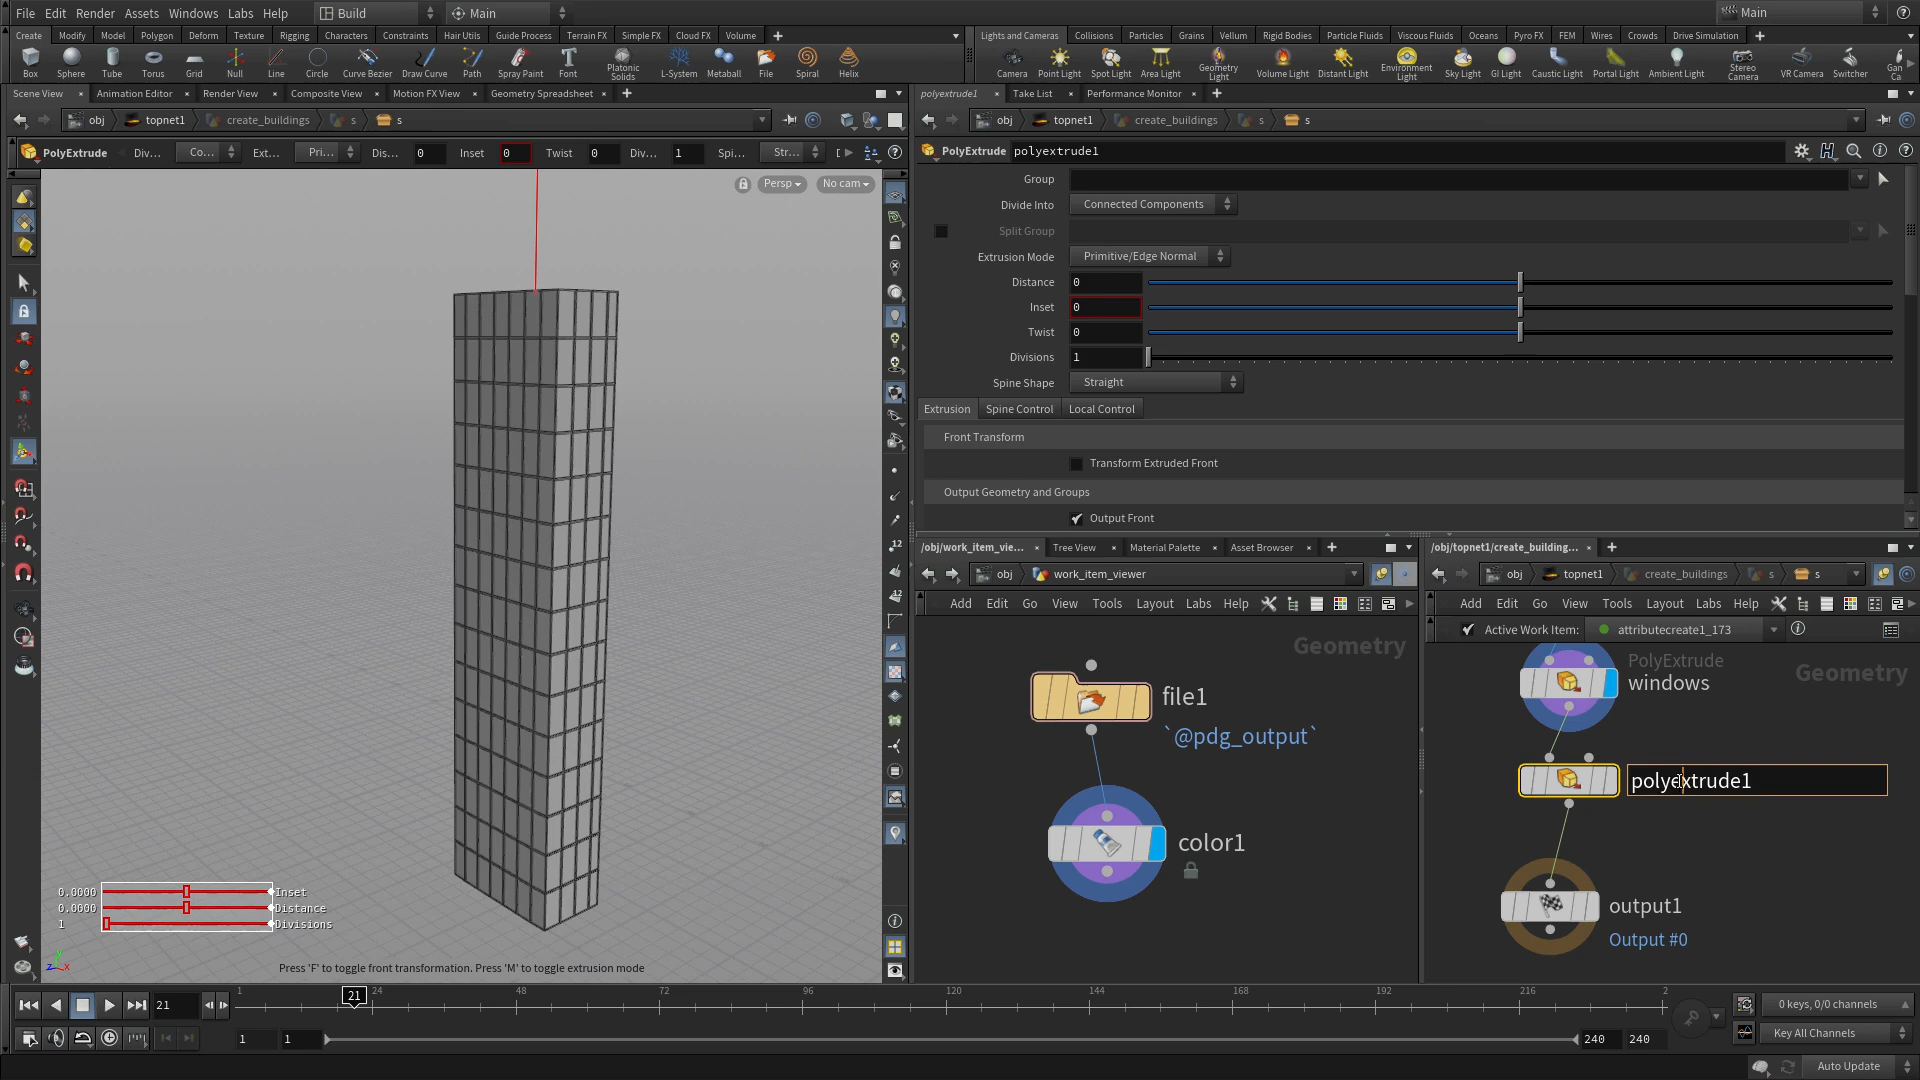 File Edit Render Assets Windows Labs Help Build Main Main
Create Modify Model Polygon Deform Texture Rigging Characters Constraints Hair Utils Guide Process Terrain FX Simple FX Cloud FX Volume
Lights and Cameras Collisions Particles Grains Vellum Rigid Bodies Particle Fluids Viscous Fluids Oceans Pyro FX FEM Wires Crowds Drive Simulation
Box Sphere Tube Torus Grid Null Line Circle Curve Bezier Draw Curve Path Spray Paint Font Platonic Solids L-System Metaball File Spiral Helix
Camera Point Light Spot Light Area Light Geometry Light Volume Light Distant Light Environment Light Sky Light GI Light Caustic Light Portal Light Ambient Light Stereo Camera VR Camera Switcher Gan Ca
Scene View Animation Editor Render View Composite View Motion FX View Geometry Spreadsheet
polyextrude1 Take List Performance Monitor
obj topnet1 create_buildings s s
obj topnet1 create_buildings s s
PolyExtrude Div... Co... Ext... Pri... Dis... 0 Inset 0 Twist 0 Div... 1 Spi... Str...
PolyExtrude polyextrude1
Persp No cam
Group
Divide Into Connected Components
Split Group
Extrusion Mode Primitive/Edge Normal
Distance 0
Inset 0
Twist 0
Divisions 1
Spine Shape Straight
Extrusion Spine Control Local Control
Front Transform
Transform Extruded Front
Output Geometry and Groups
Output Front
/obj/work_item_vie... Tree View Material Palette Asset Browser
obj work_item_viewer
Add Edit Go View Tools Layout Labs Help
Geometry
file1
`@pdg_output`
color1
/obj/topnet1/create_building...
obj topnet1 create_buildings s s
Add Edit Go View Tools Layout Labs Help
Active Work Item: attributecreate1_173
PolyExtrude
windows
Geometry
polyextrude1
output1
Output #0
12
12
0.0000 Inset
0.0000 Distance
1 Divisions
z y x
Press 'F' to toggle front transformation. Press 'M' to toggle extrusion mode
21 1 21 24 48 72 96 120 144 168 192 216 2
0 keys, 0/0 channels
1 1 240 240
Key All Channels
Auto Update